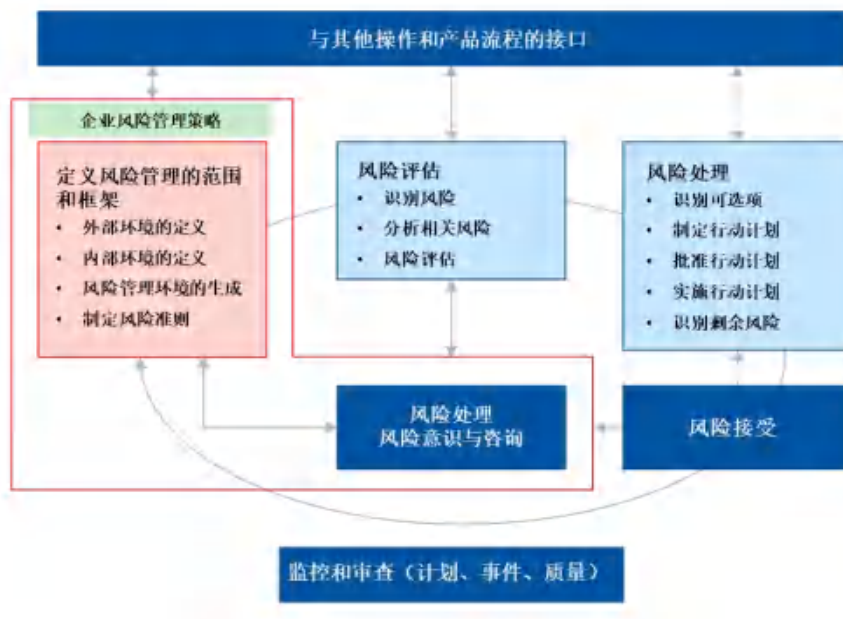 与其他操作和产品流程的接口
企业风险管理策略
定义风险管理的范围
和框架
• 外部环境的定义
• 内部环境的定义
• 风险管理环境的生成
• 制定风险准则
风险评估
• 识别风险
• 分析相关风险
• 风险评估
风险处理
• 识别可选项
• 制定行动计划
• 批准行动计划
• 实施行动计划
• 识别剩余风险
风险处理
风险意识与咨询
风险接受
监控和审查（计划、事件、质量）